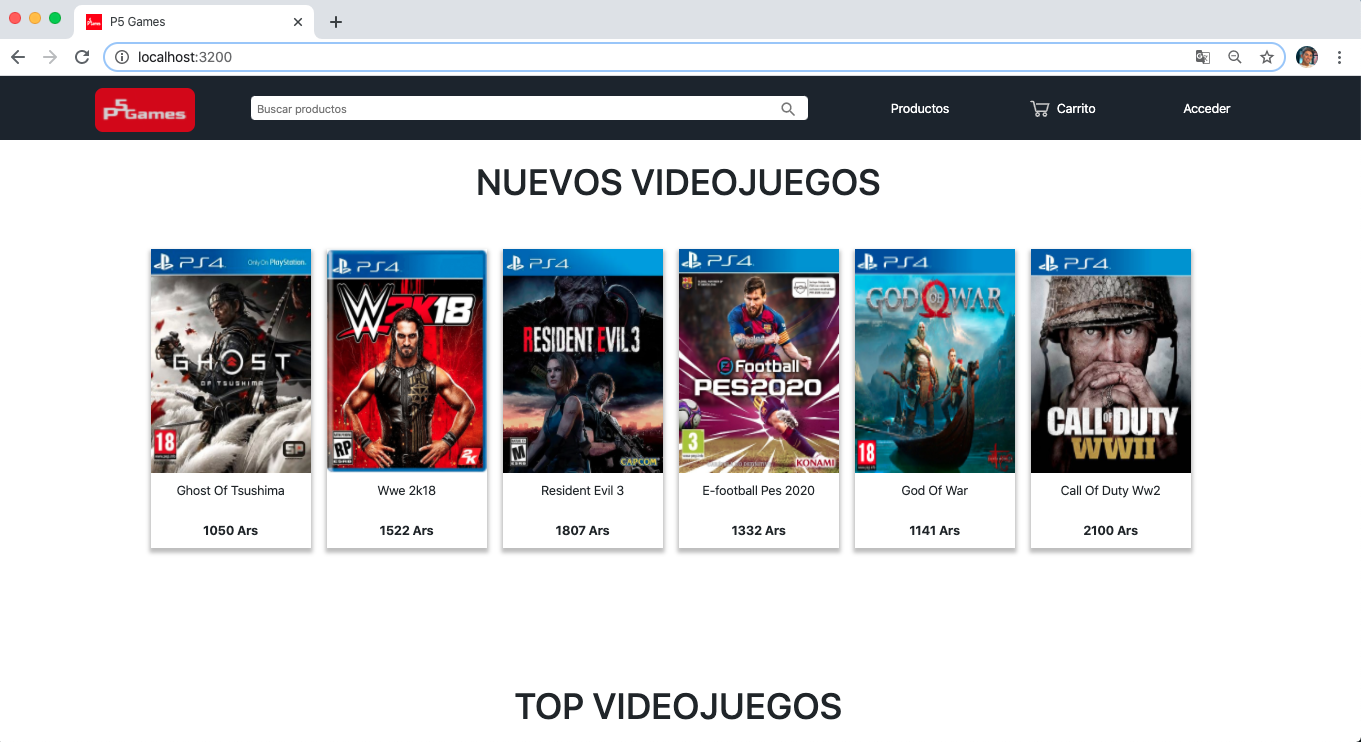 P5 Games
localhost:3200
P5Games
Buscar productos
Productos
Carrito
Acceder
NUEVOS VIDEOJUEGOS
PS4
Only On PlayStation.
GHOST
OF TSUSHIMA
18
SP
Ghost Of Tsushima
1050 Ars
PS4
W2K18
RP
2K
Wwe 2k18
1522 Ars
PS4
RESIDENT EVIL 3
M
CAPCOM
Resident Evil 3
1807 Ars
PS4
eFootball
PES2020
3
KONAMI
E-football Pes 2020
1332 Ars
PS4
GOD OF WAR
18
God Of War
1141 Ars
PS4
CALL OF DUTY
WWII
Call Of Duty Ww2
2100 Ars
TOP VIDEOJUEGOS